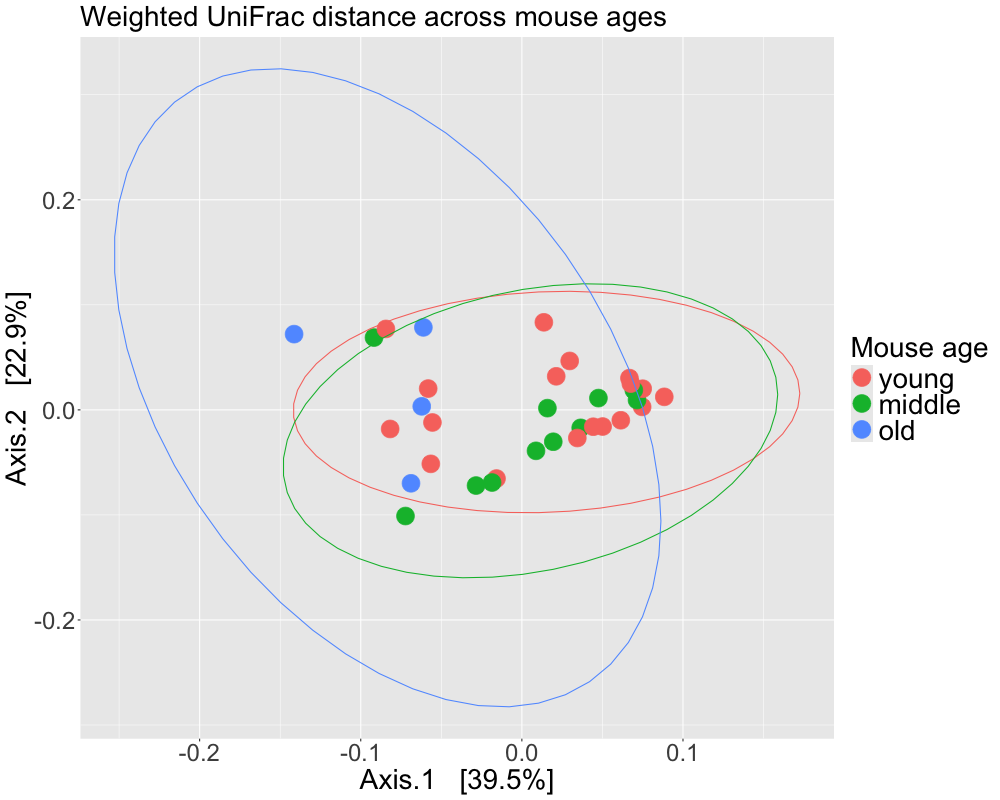 Weighted UniFrac distance across mouse ages
Axis.2 [22.9%]
0.2
0.0
-0.2
-0.2
-0.1
0.0
0.1
Axis.1 [39.5%]
Mouse age
young
middle
old